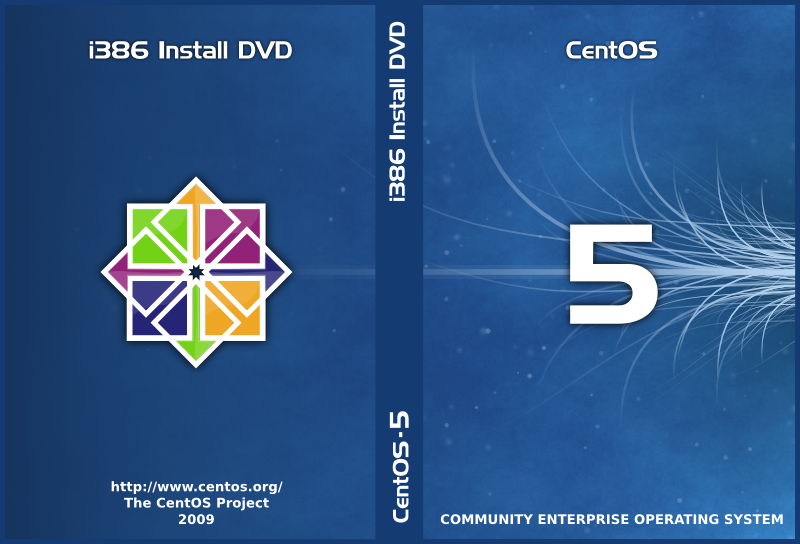 i386 Install DVD
http://www.centos.org/
The CentOS Project
2009
i386 Install DVD
CentOS-5
CentOS
5
COMMUNITY ENTERPRISE OPERATING SYSTEM